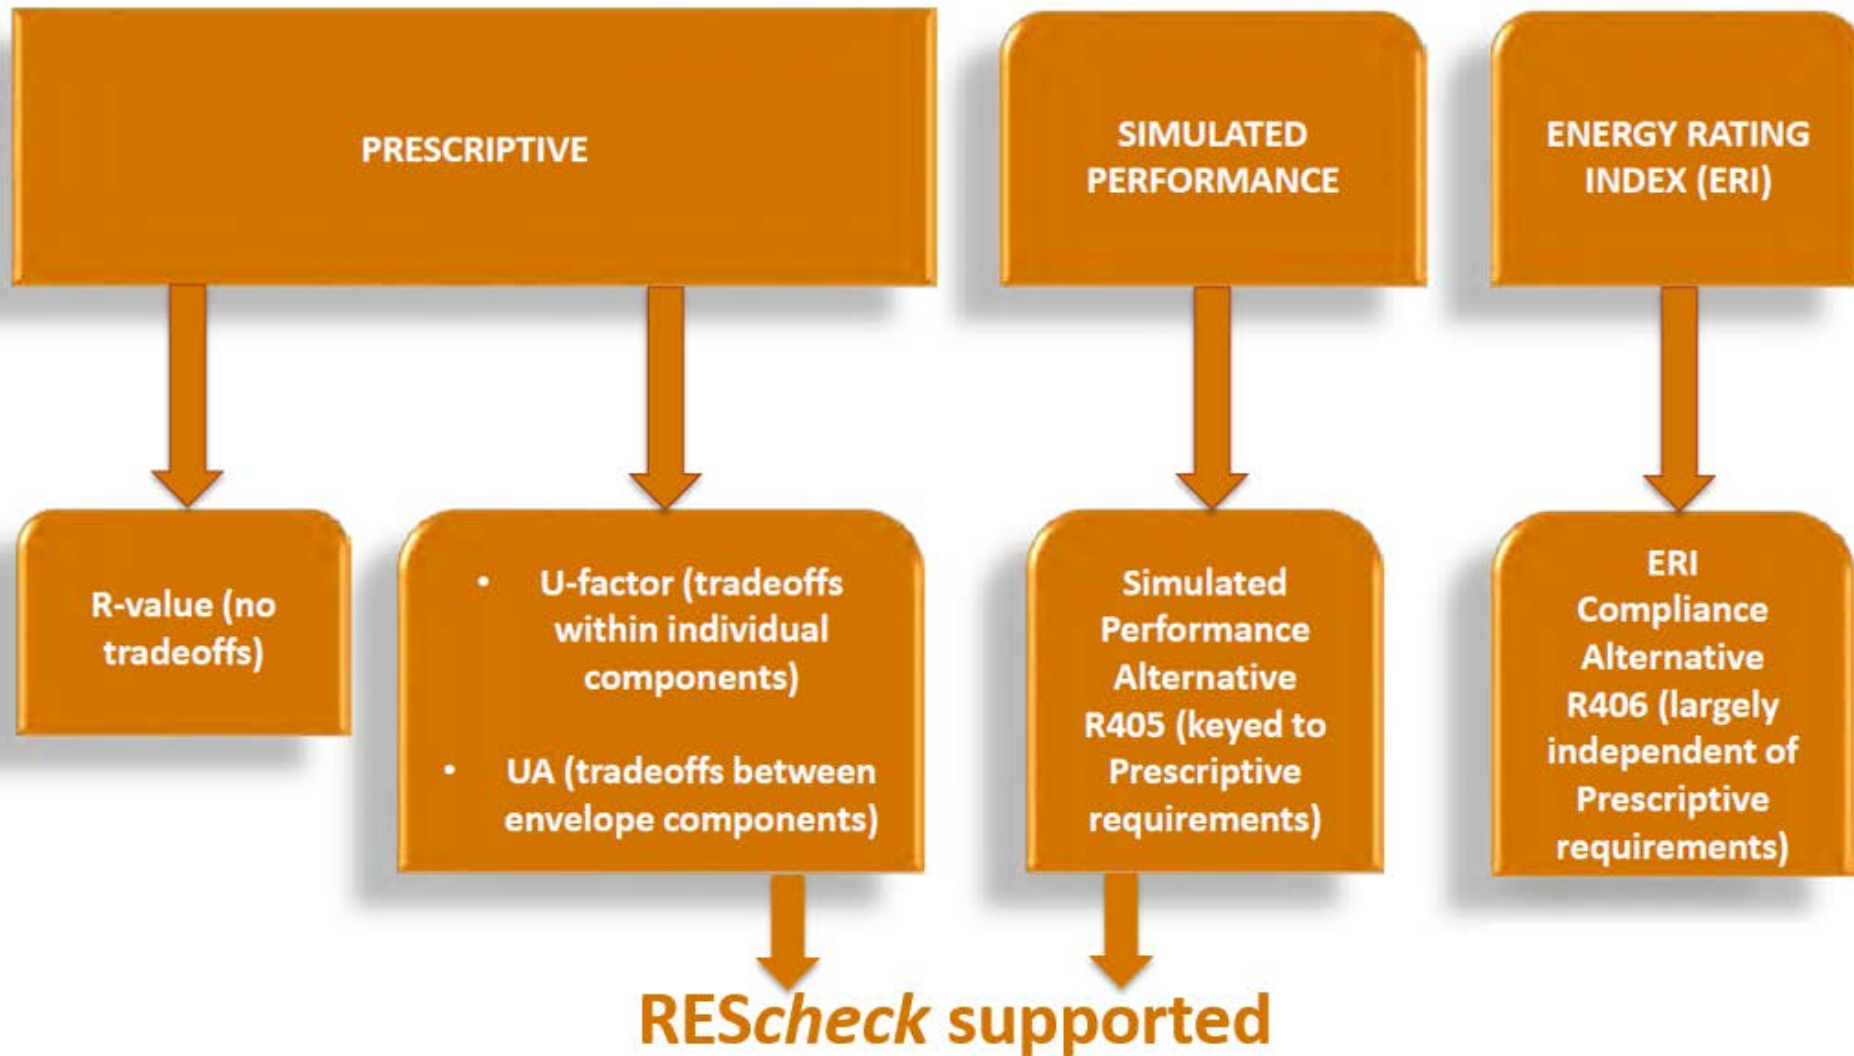 PRESCRIPTIVE
SIMULATED
PERFORMANCE
ENERGY RATING
INDEX (ERI)
R-value (no
tradeoffs)
• U-factor (tradeoffs
within individual
components)
• UA (tradeoffs between
envelope components)
Simulated
Performance
Alternative
R405 (keyed to
Prescriptive
requirements)
ERI
Compliance
Alternative
R406 (largely
independent of
Prescriptive
requirements)
REScheck supported